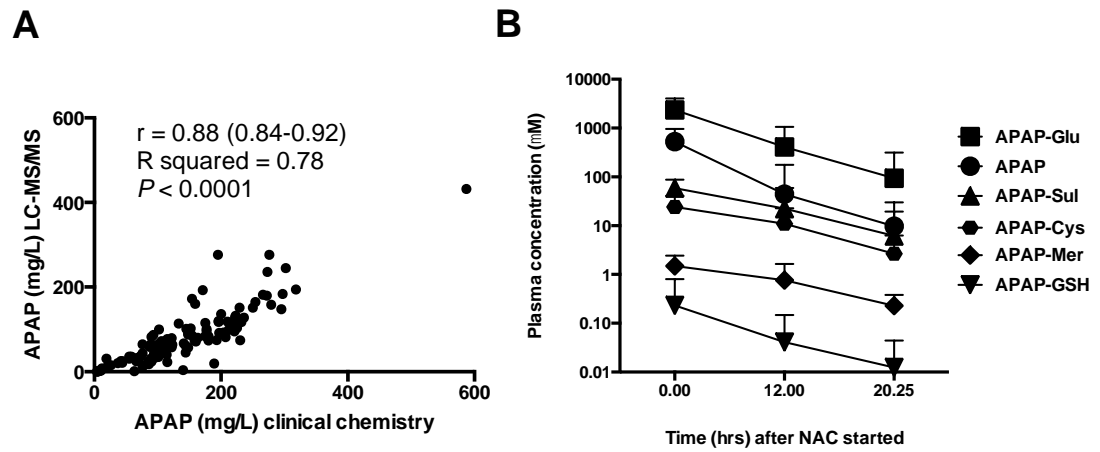 A
APAP (mg/L) LC-MS/MS
600
400
200
0
r = 0.88 (0.84-0.92)
R squared = 0.78
P < 0.0001
0
200
400
600
APAP (mg/L) clinical chemistry
B
Plasma concentration (mM)
10000
1000
100
10
1
0.10
0.01
0.00
12.00
20.25
Time (hrs) after NAC started
APAP-Glu
APAP
APAP-Sul
APAP-Cys
APAP-Mer
APAP-GSH